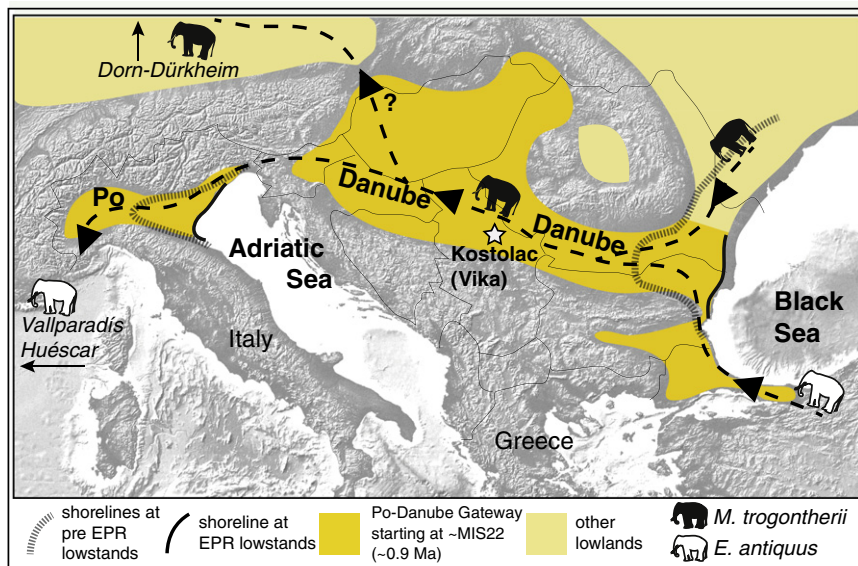 Dorn-Dürkheim
?
Po
Danube
Danube
Adriatic
Sea
Kostolac
(Vika)
Black
Sea
Vallparadís
Huéscar
Italy
Greece
shorelines at
pre EPR
lowstands
shoreline at
EPR lowstands
Po-Danube Gateway
starting at ~MIS22
(~0.9 Ma)
other
lowlands
M. trogontherii
E. antiquus